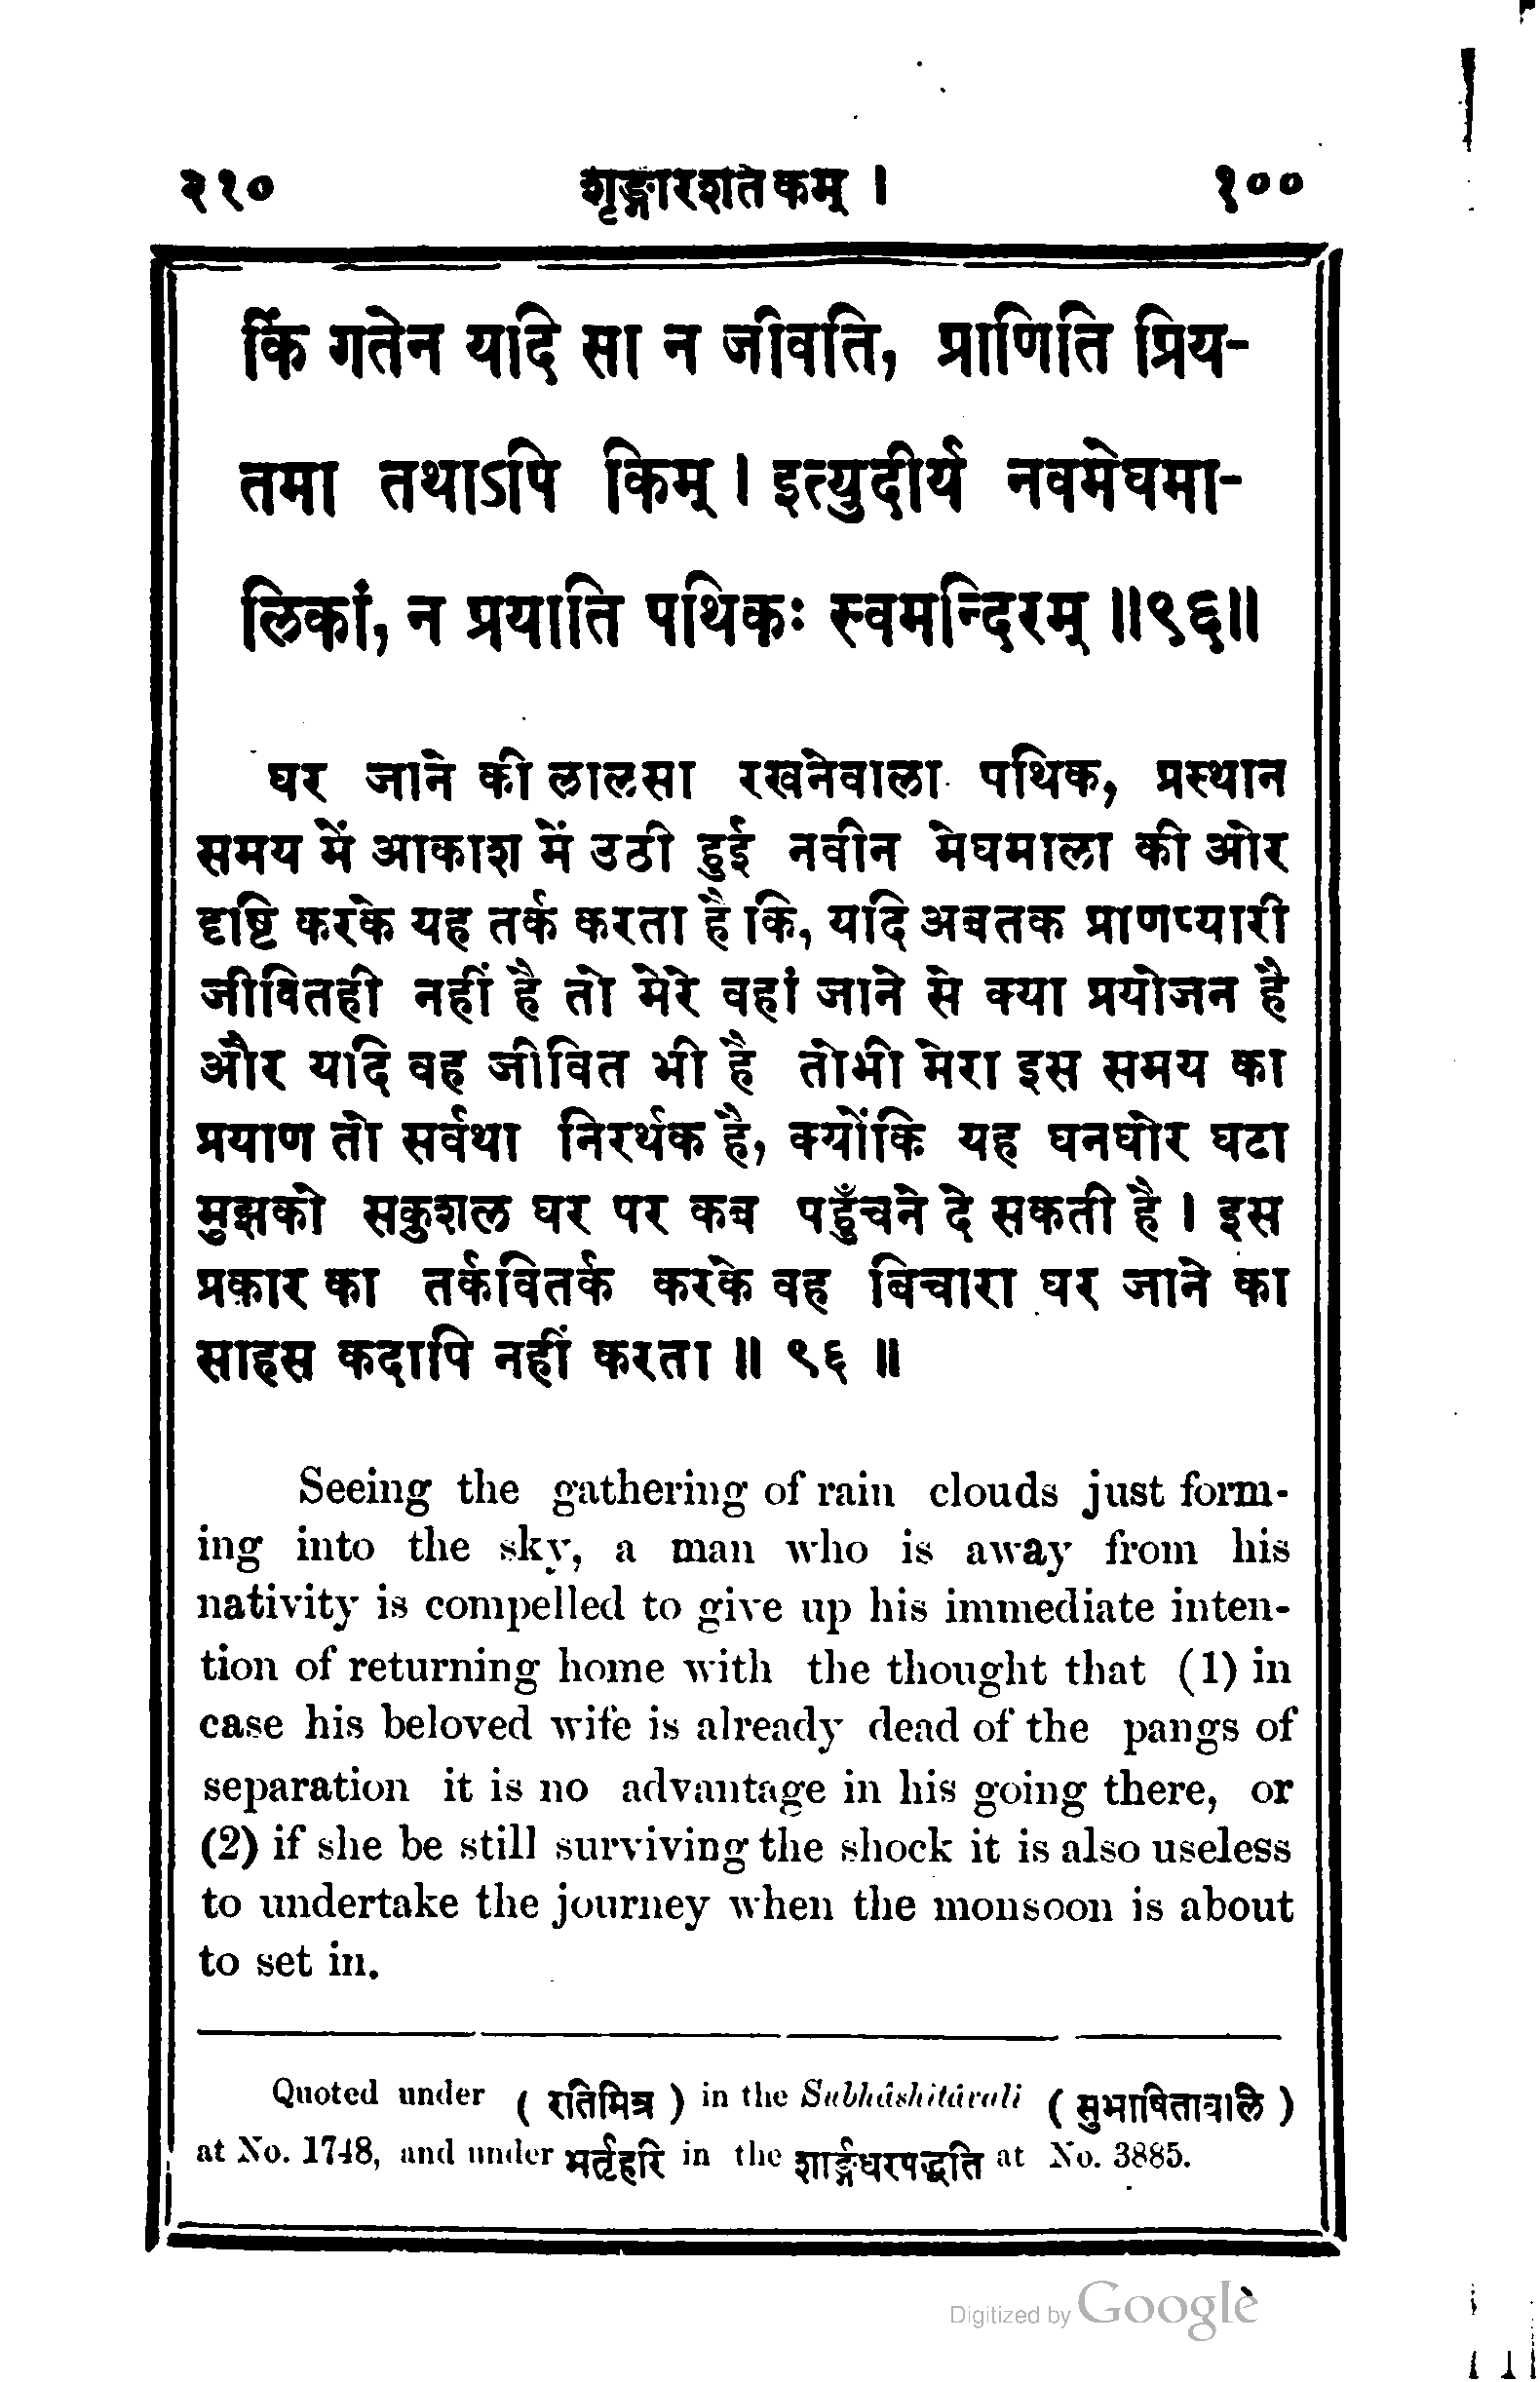 २१० शृङ्गारशतकम् । १००
किं गतेन यदि सा न जीवति, प्राणिति प्रिय-
तमा तथाऽपि किम् । इत्युदीर्य नवमेघमा-
लिकां, न प्रयाति पथिकः स्वमन्दिरम् ॥९६॥
घर जाने की लालसा रखनेवाला पथिक, प्रस्थान
समय में आकाश में उठी हुई नवीन मेघमाला की ओर
दृष्टि करके यह तर्क करता है कि, यदि अबतक प्राणप्यारी
जीवितही नहीं है तो मेरे वहां जाने से क्या प्रयोजन है
और यदि वह जीवित भी है तोभी मेरा इस समय का
प्रयाण तो सर्वथा निरर्थक है, क्योंकि यह घनघोर घटा
मुझको सकुशल घर पर कब पहुँचने दे सकती है । इस
प्रकार का तर्कवितर्क करके वह बिचारा घर जाने का
साहस कदापि नहीं करता ॥ ९६ ॥
Seeing the gathering of rain clouds just form-
ing into the sky, a man who is away from his
nativity is compelled to give up his immediate inten-
tion of returning home with the thought that (1) in
case his beloved wife is already dead of the pangs of
separation it is no advantage in his going there, or
(2) if she be still surviving the shock it is also useless
to undertake the journey when the monsoon is about
to set in.
Quoted under ( रतिमित्र ) in the Subhâshitâvali ( सुभाषितावलि )
at No. 1748, and under भर्तृहरि in the शार्ङ्गधरपद्धति at No. 3885.
Digitized by Google